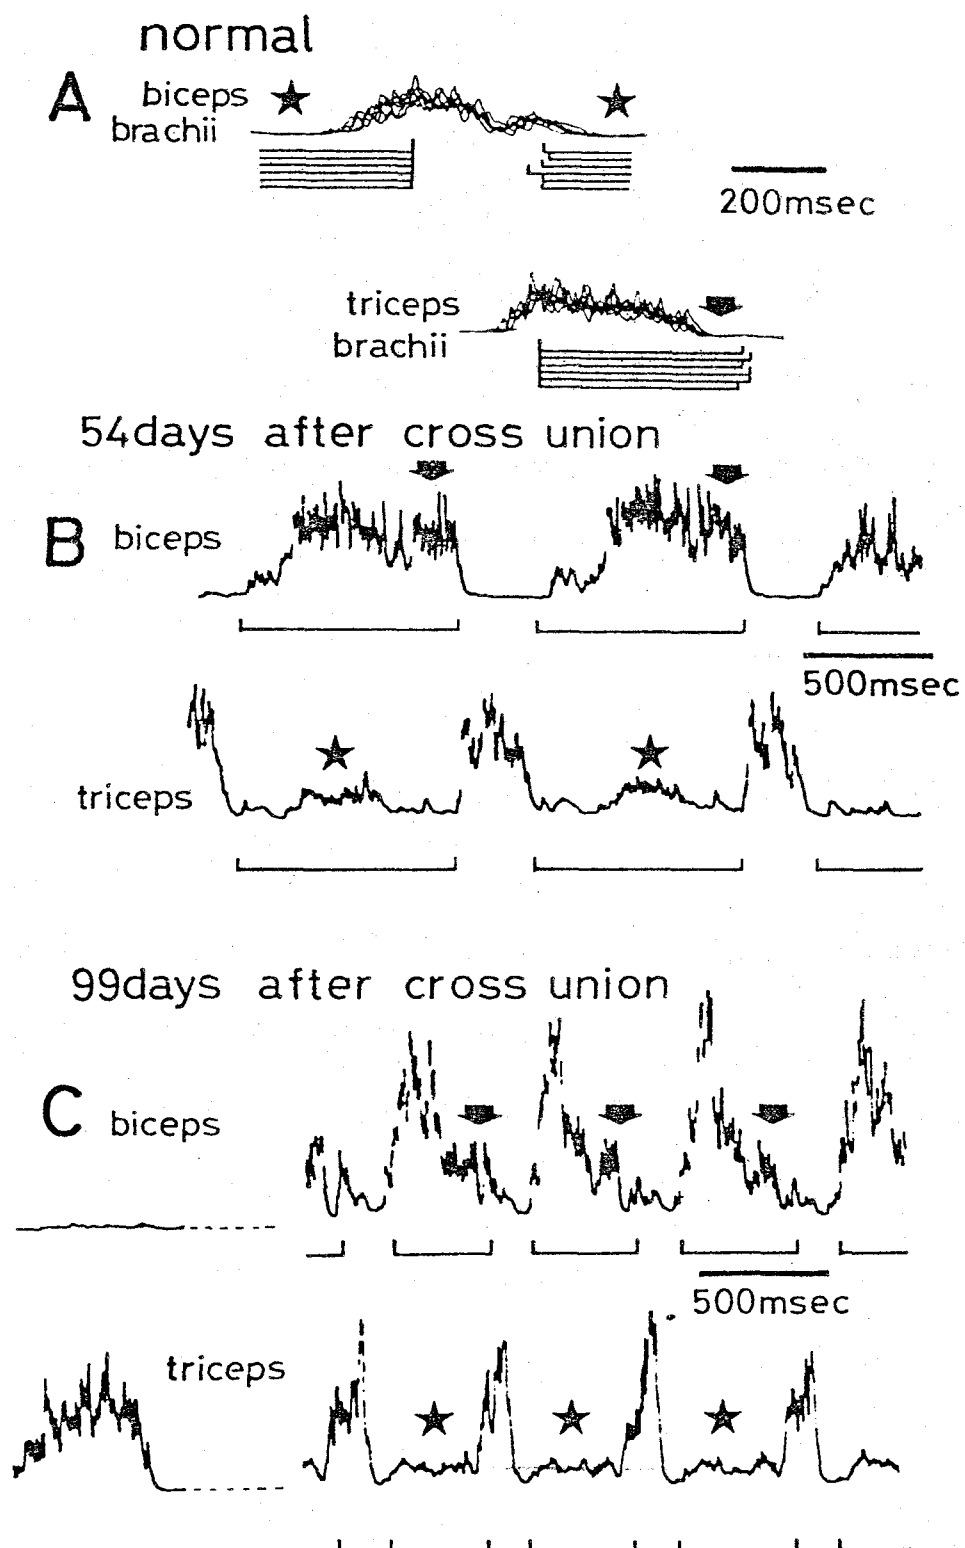 normal
A
biceps
brachii
200msec
triceps
brachii
54days after cross union
B
biceps
500msec
triceps
99days after cross union
C
biceps
500msec
triceps